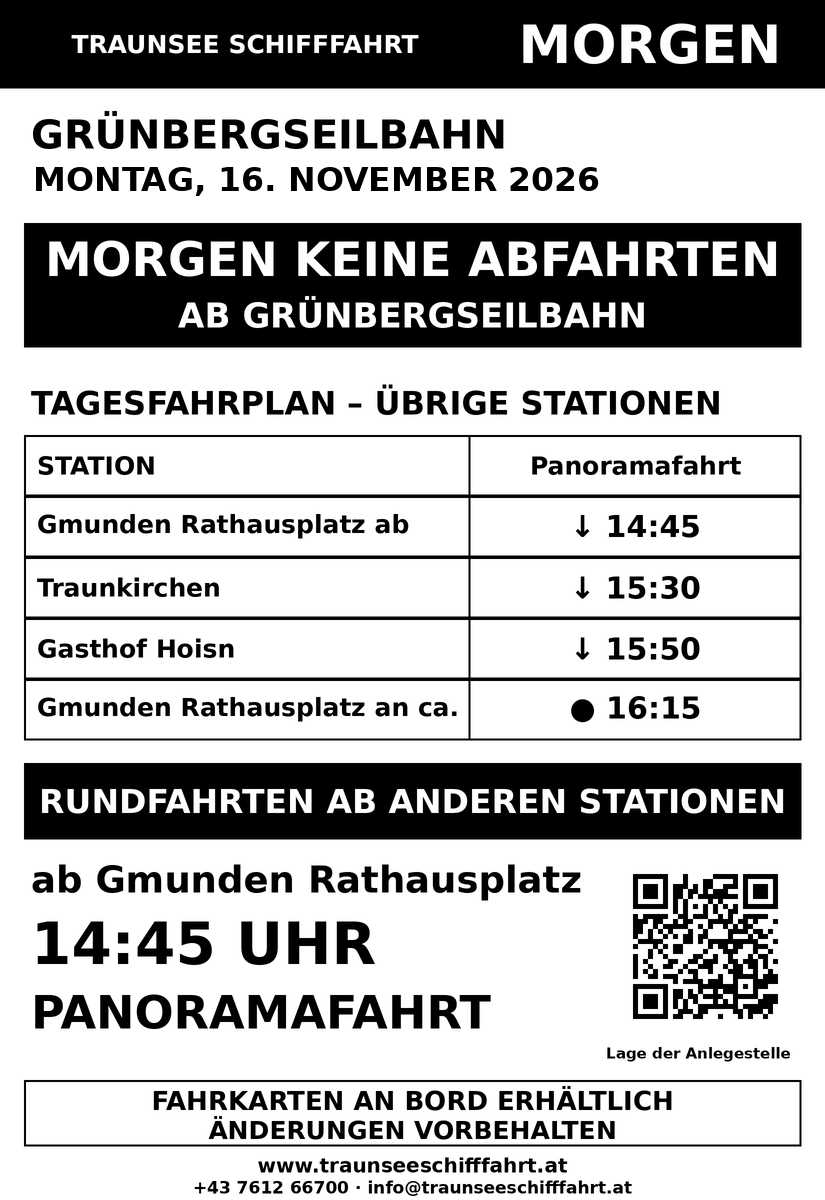 TRAUNSEE SCHIFFFAHRT MORGEN
GRÜNBERGSEILBAHN
MONTAG, 16. NOVEMBER 2026
MORGEN KEINE ABFAHRTEN
AB GRÜNBERGSEILBAHN
TAGESFAHRPLAN – ÜBRIGE STATIONEN
STATION Panoramafahrt
Gmunden Rathausplatz ab ↓ 14:45
Traunkirchen ↓ 15:30
Gasthof Hoisn ↓ 15:50
Gmunden Rathausplatz an ca. ● 16:15
RUNDFAHRTEN AB ANDEREN STATIONEN
ab Gmunden Rathausplatz
14:45 UHR
PANORAMAFAHRT
Lage der Anlegestelle
FAHRKARTEN AN BORD ERHÄLTLICH
ÄNDERUNGEN VORBEHALTEN
www.traunseeschifffahrt.at
+43 7612 66700 · info@traunseeschifffahrt.at